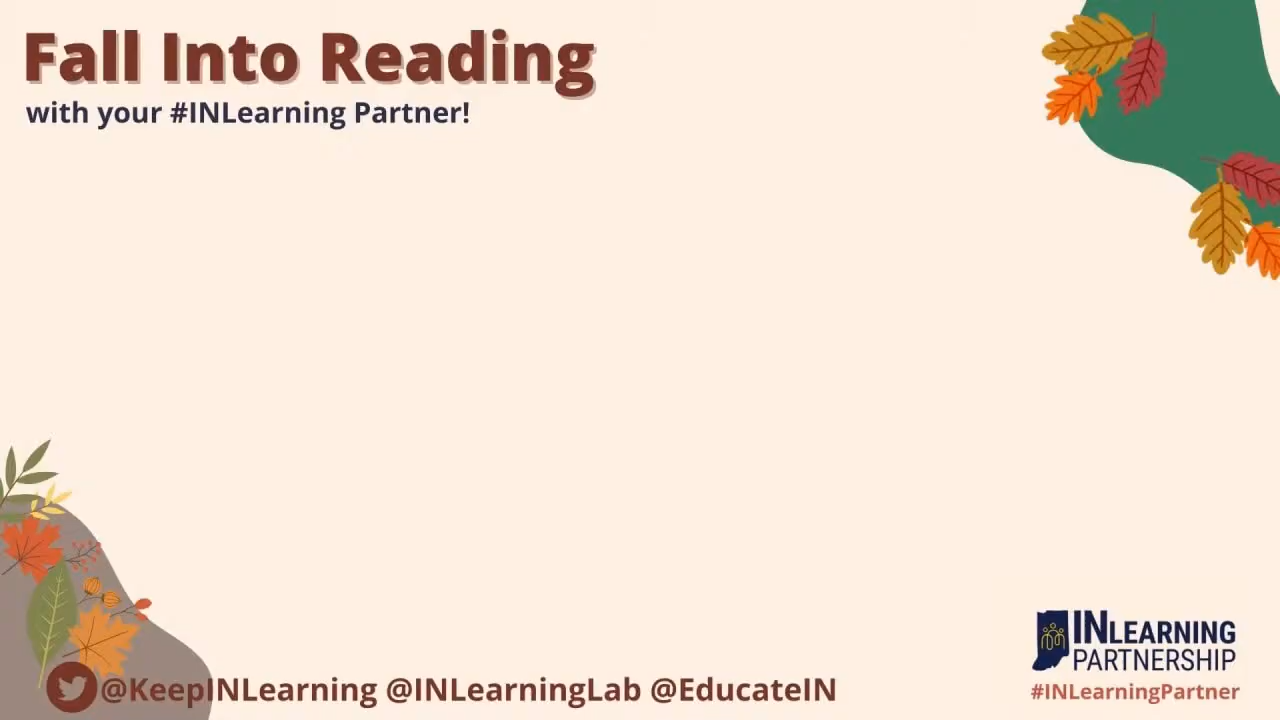 Fall Into Reading
with your #INLearning Partner!
INLEARNING
PARTNERSHIP
#INLearningPartner
@KeepINLearning @INLearningLab @EducateIN